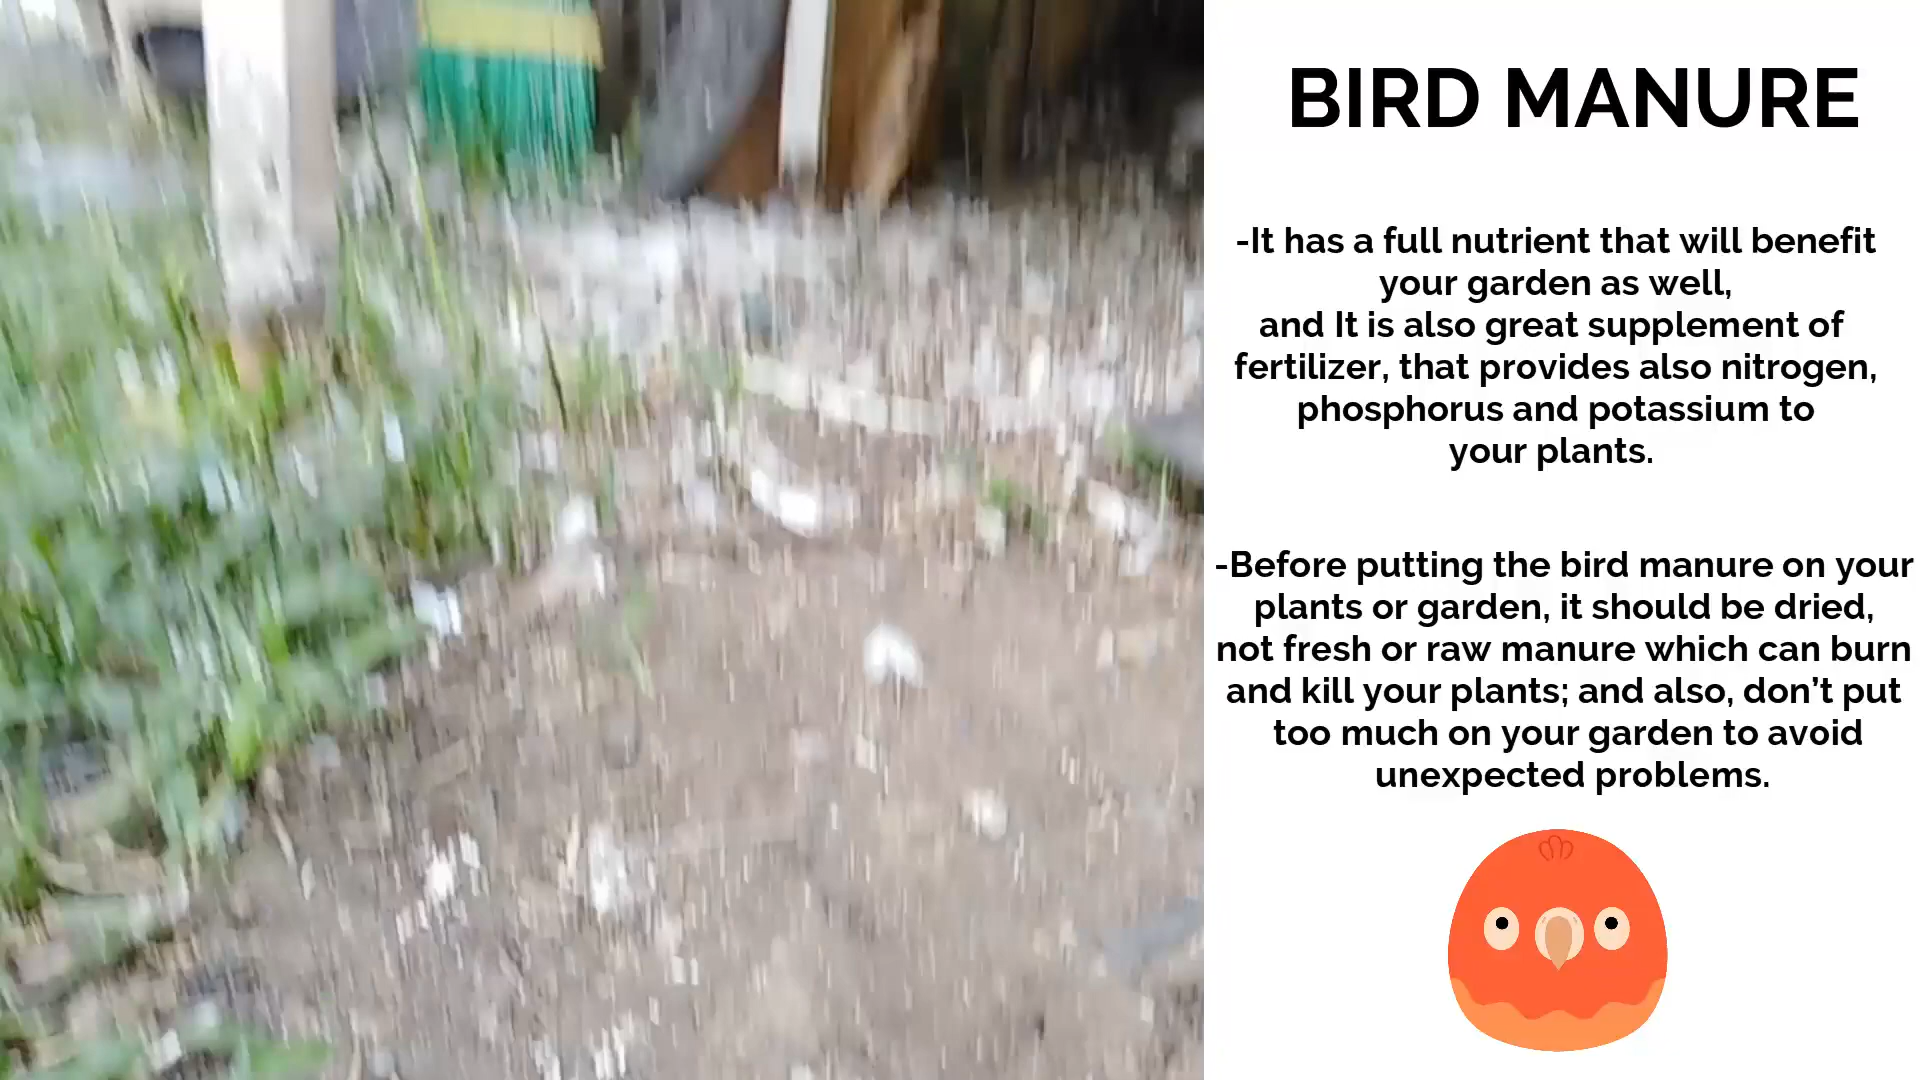 BIRD MANURE
-It has a full nutrient that will benefit
your garden as well,
and It is also great supplement of
fertilizer, that provides also nitrogen,
phosphorus and potassium to
your plants.
-Before putting the bird manure on your
plants or garden, it should be dried,
not fresh or raw manure which can burn
and kill your plants; and also, don’t put
too much on your garden to avoid
unexpected problems.